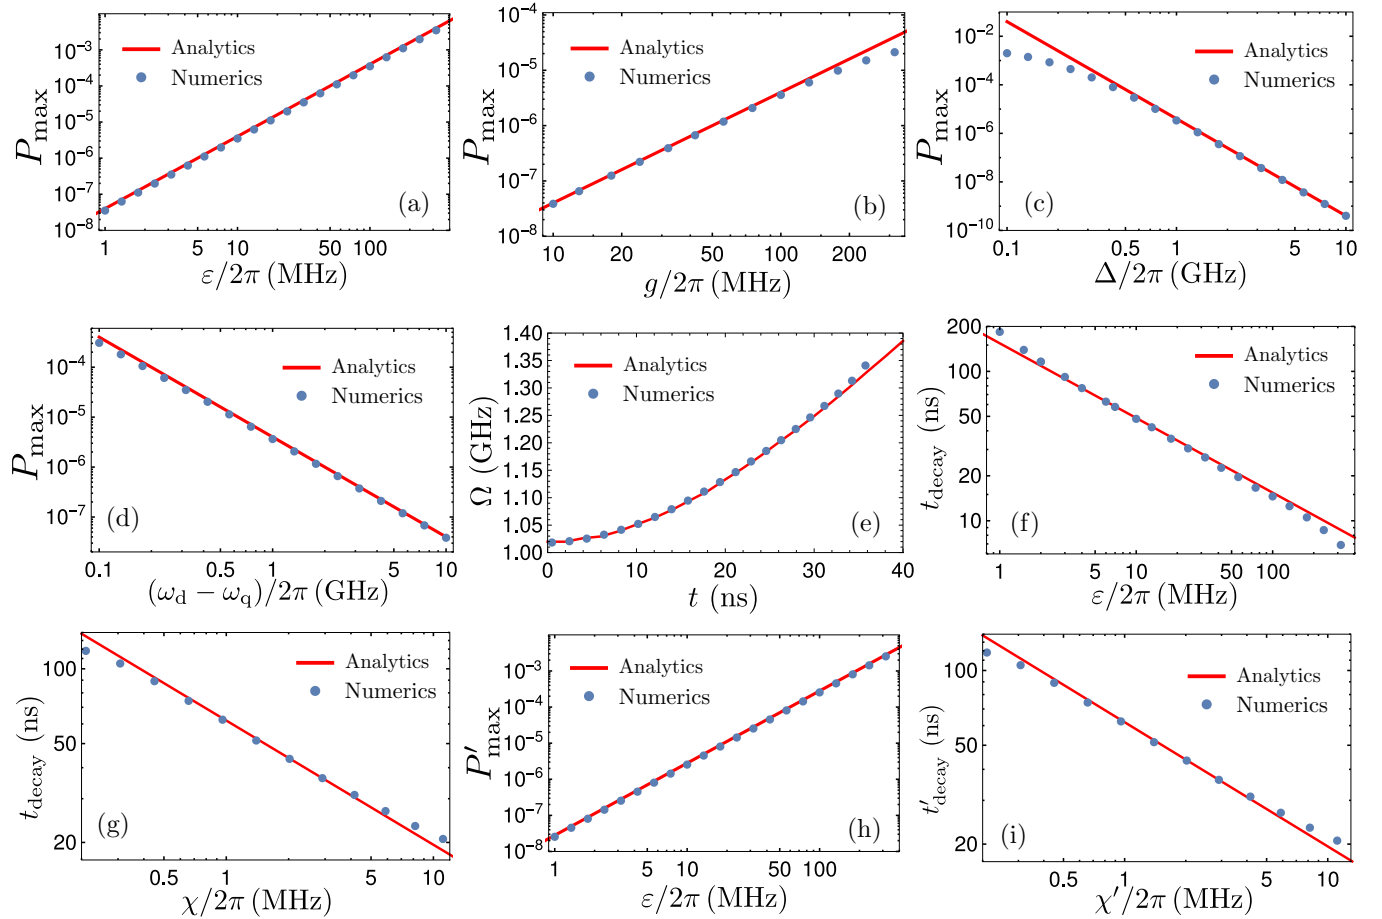 P_max
10⁻³
10⁻⁴
10⁻⁵
10⁻⁶
10⁻⁷
10⁻⁸
Analytics
Numerics
(a)
1 5 10 50 100
ε/2π (MHz)
P_max
10⁻⁴
10⁻⁵
10⁻⁶
10⁻⁷
10⁻⁸
Analytics
Numerics
(b)
10 20 50 100 200
g/2π (MHz)
P_max
10⁻²
10⁻⁴
10⁻⁶
10⁻⁸
10⁻¹⁰
Analytics
Numerics
(c)
0.1 0.5 1 5 10
Δ/2π (GHz)
P_max
10⁻⁴
10⁻⁵
10⁻⁶
10⁻⁷
Analytics
Numerics
(d)
0.1 0.5 1 5 10
(ω_d − ω_q)/2π (GHz)
Ω (GHz)
1.40
1.35
1.30
1.25
1.20
1.15
1.10
1.05
1.00
Analytics
Numerics
(e)
0 10 20 30 40
t (ns)
t_decay (ns)
200
100
50
20
10
Analytics
Numerics
(f)
1 5 10 50 100
ε/2π (MHz)
t_decay (ns)
100
50
20
Analytics
Numerics
(g)
0.5 1 5 10
χ/2π (MHz)
P′_max
10⁻³
10⁻⁴
10⁻⁵
10⁻⁶
10⁻⁷
10⁻⁸
Analytics
Numerics
(h)
1 5 10 50 100
ε/2π (MHz)
t′_decay (ns)
100
50
20
Analytics
Numerics
(i)
0.5 1 5 10
χ′/2π (MHz)